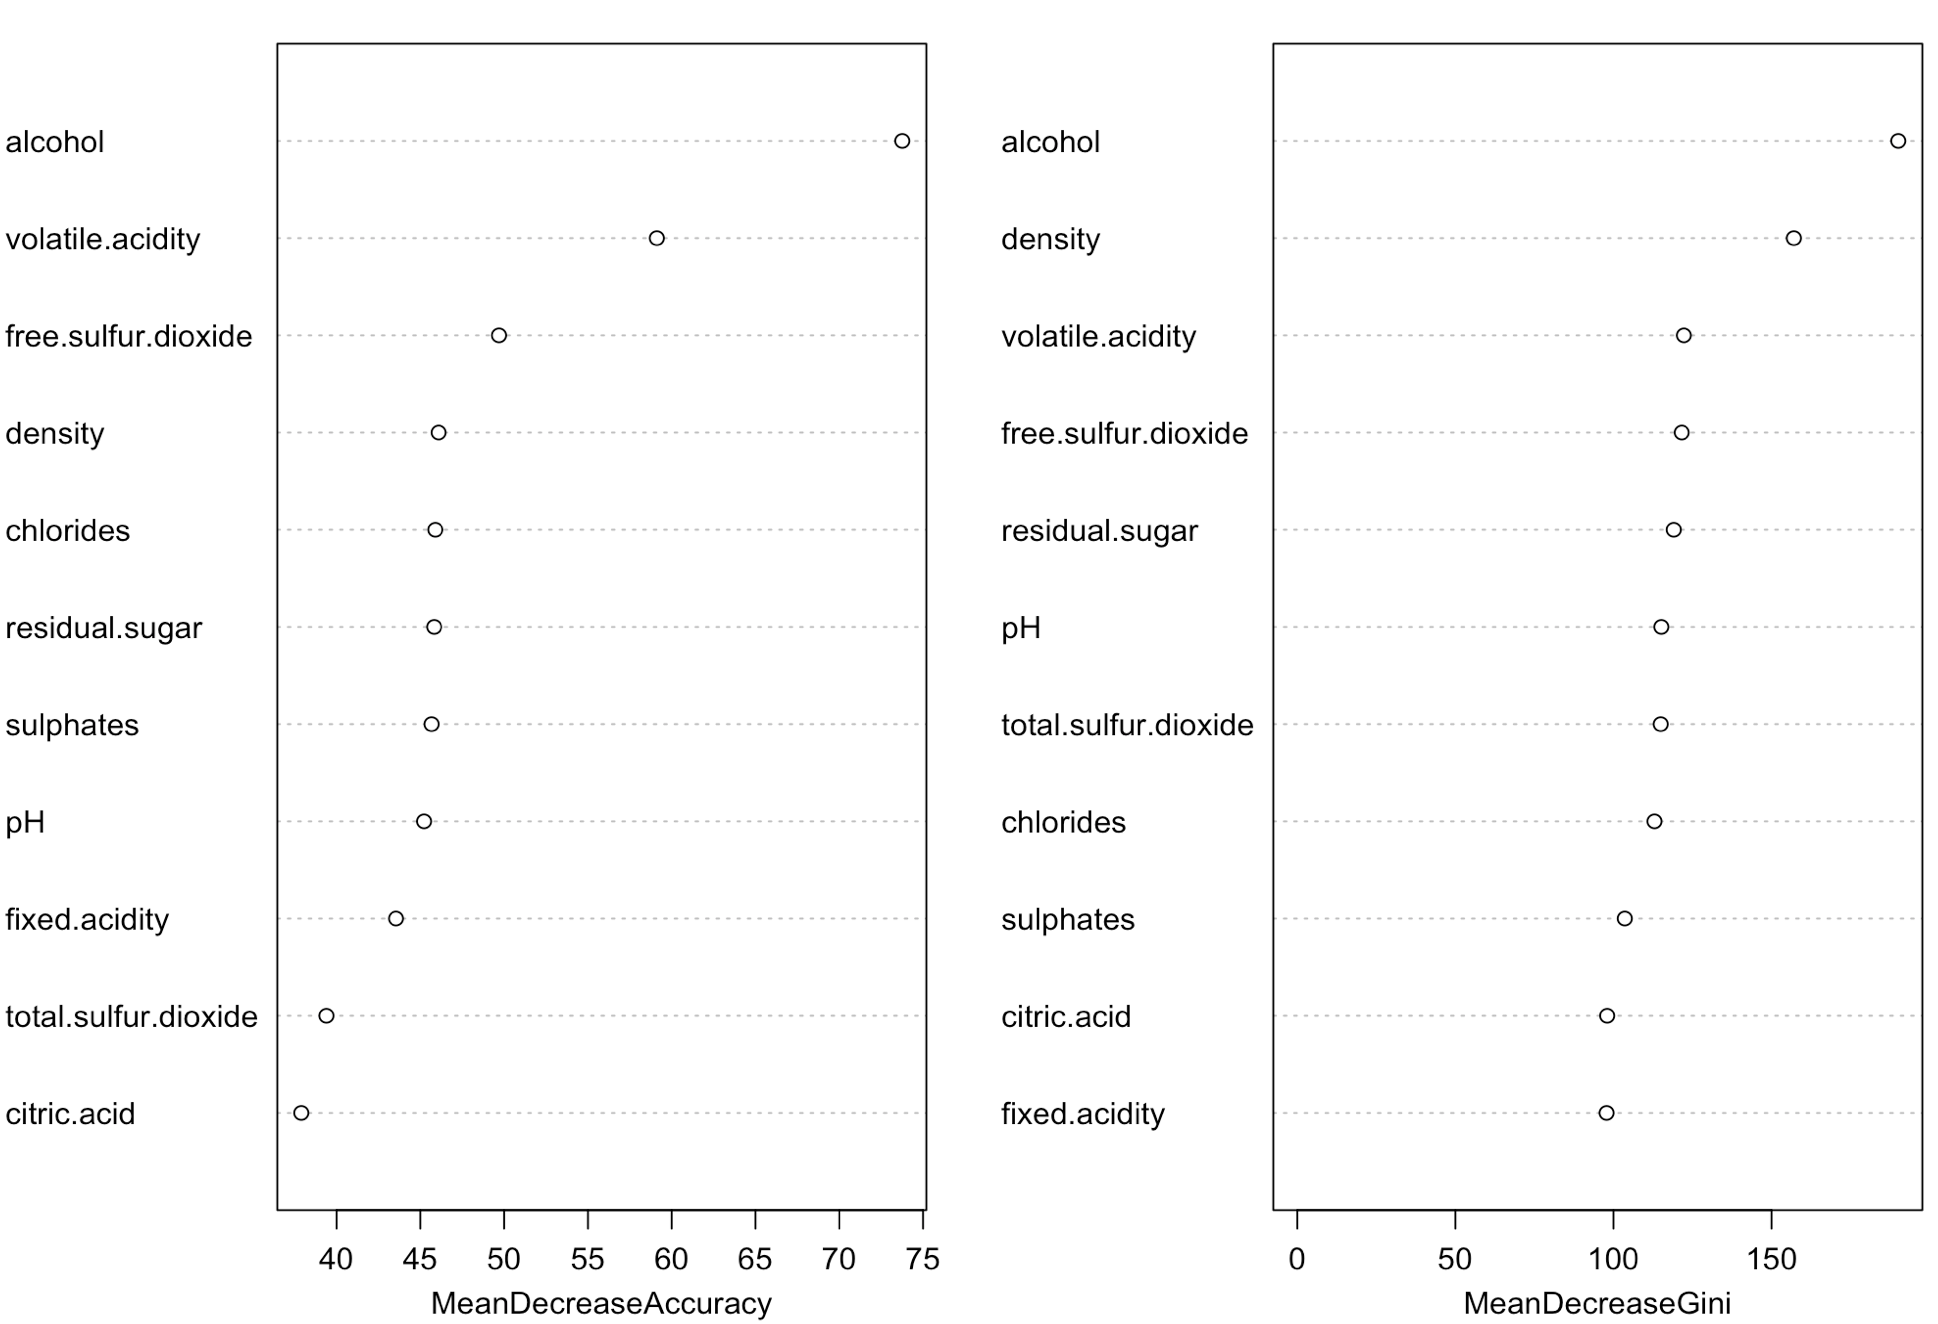 alcohol
volatile.acidity
free.sulfur.dioxide
density
chlorides
residual.sugar
sulphates
pH
fixed.acidity
total.sulfur.dioxide
citric.acid
40 45 50 55 60 65 70 75
MeanDecreaseAccuracy
alcohol
density
volatile.acidity
free.sulfur.dioxide
residual.sugar
pH
total.sulfur.dioxide
chlorides
sulphates
citric.acid
fixed.acidity
0 50 100 150
MeanDecreaseGini